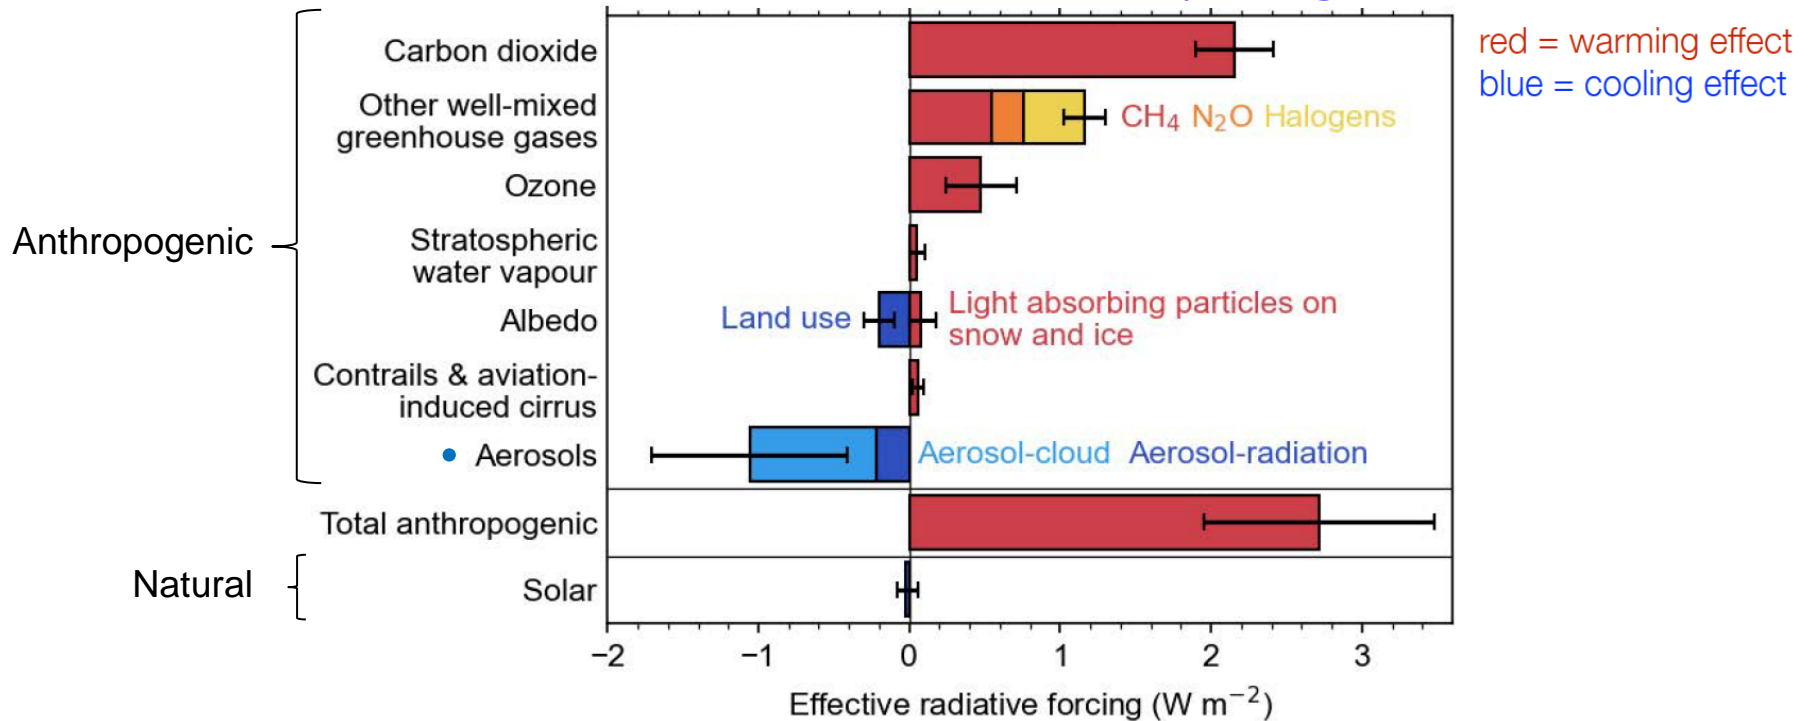 red = warming effect
blue = cooling effect
Carbon dioxide
Other well-mixed
greenhouse gases
CH₄ N₂O Halogens
Ozone
Anthropogenic
Stratospheric
water vapour
Albedo
Land use
Light absorbing particles on
snow and ice
Contrails & aviation-
induced cirrus
• Aerosols
Aerosol-cloud Aerosol-radiation
Total anthropogenic
Natural
Solar
−2 −1 0 1 2 3
Effective radiative forcing (W m⁻²)